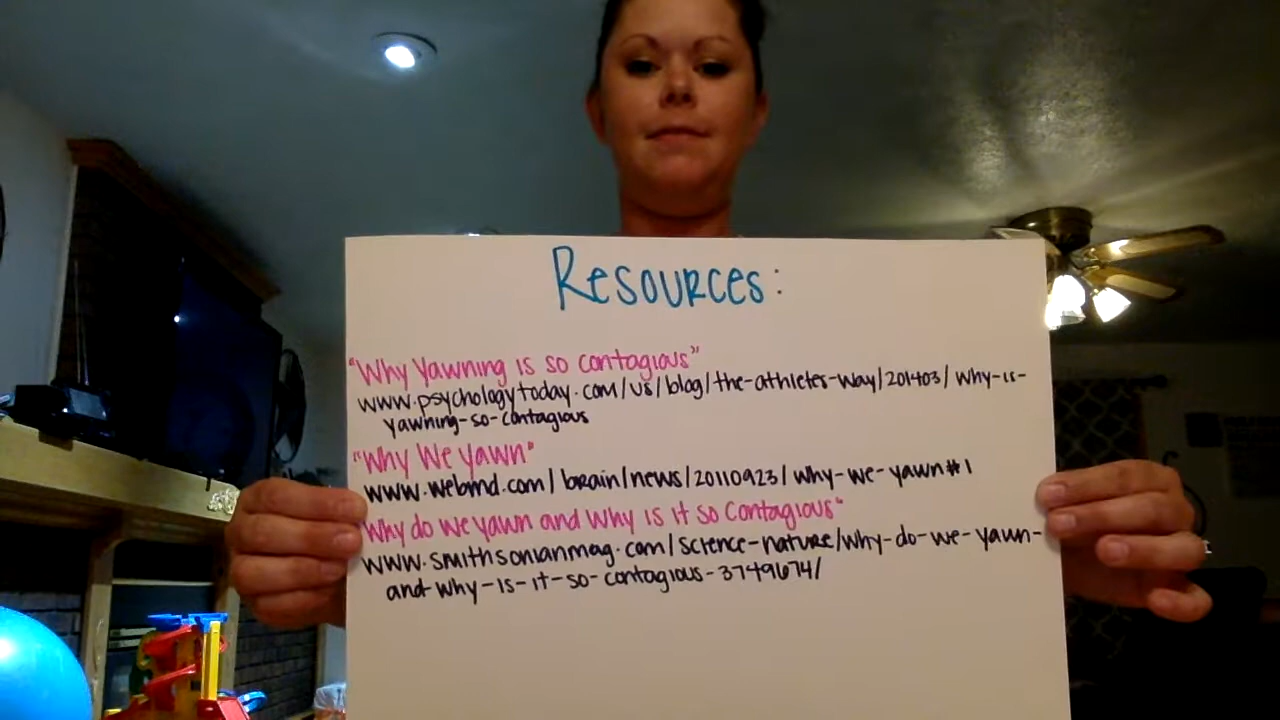 Resources:
"Why Yawning is so contagious"
www.psychologytoday.com/us/blog/the-athletes-way/201403/why-is-
yawning-so-contagious
"Why We Yawn"
www.webmd.com/brain/news/20110923/why-we-yawn#1
"Why do we yawn and why is it so contagious"
www.smithsonianmag.com/science-nature/why-do-we-yawn-
and-why-is-it-so-contagious-3749674/